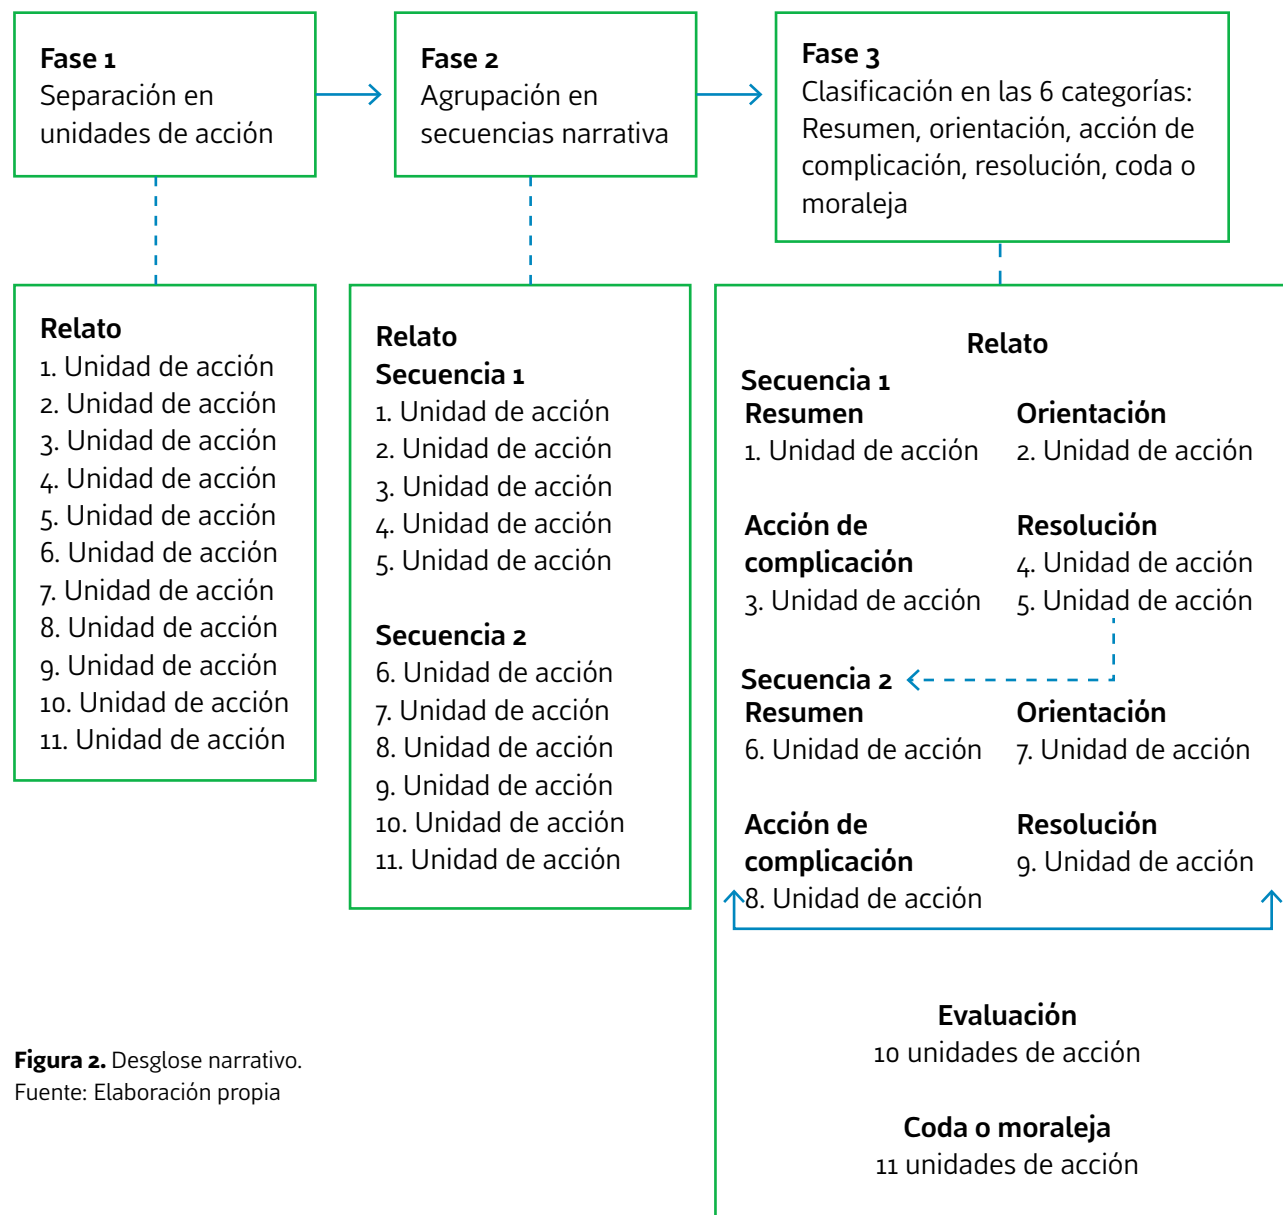 Fase 1
Separación en
unidades de acción
Fase 2
Agrupación en
secuencias narrativa
Fase 3
Clasificación en las 6 categorías:
Resumen, orientación, acción de
complicación, resolución, coda o
moraleja
Relato
1. Unidad de acción
2. Unidad de acción
3. Unidad de acción
4. Unidad de acción
5. Unidad de acción
6. Unidad de acción
7. Unidad de acción
8. Unidad de acción
9. Unidad de acción
10. Unidad de acción
11. Unidad de acción
Relato
Secuencia 1
1. Unidad de acción
2. Unidad de acción
3. Unidad de acción
4. Unidad de acción
5. Unidad de acción
Secuencia 2
6. Unidad de acción
7. Unidad de acción
8. Unidad de acción
9. Unidad de acción
10. Unidad de acción
11. Unidad de acción
Relato
Secuencia 1
Resumen
1. Unidad de acción
Orientación
2. Unidad de acción
Acción de
complicación
3. Unidad de acción
Resolución
4. Unidad de acción
5. Unidad de acción
Secuencia 2
Resumen
6. Unidad de acción
Orientación
7. Unidad de acción
Acción de
complicación
8. Unidad de acción
Resolución
9. Unidad de acción
Evaluación
10 unidades de acción
Coda o moraleja
11 unidades de acción
Figura 2. Desglose narrativo.
Fuente: Elaboración propia